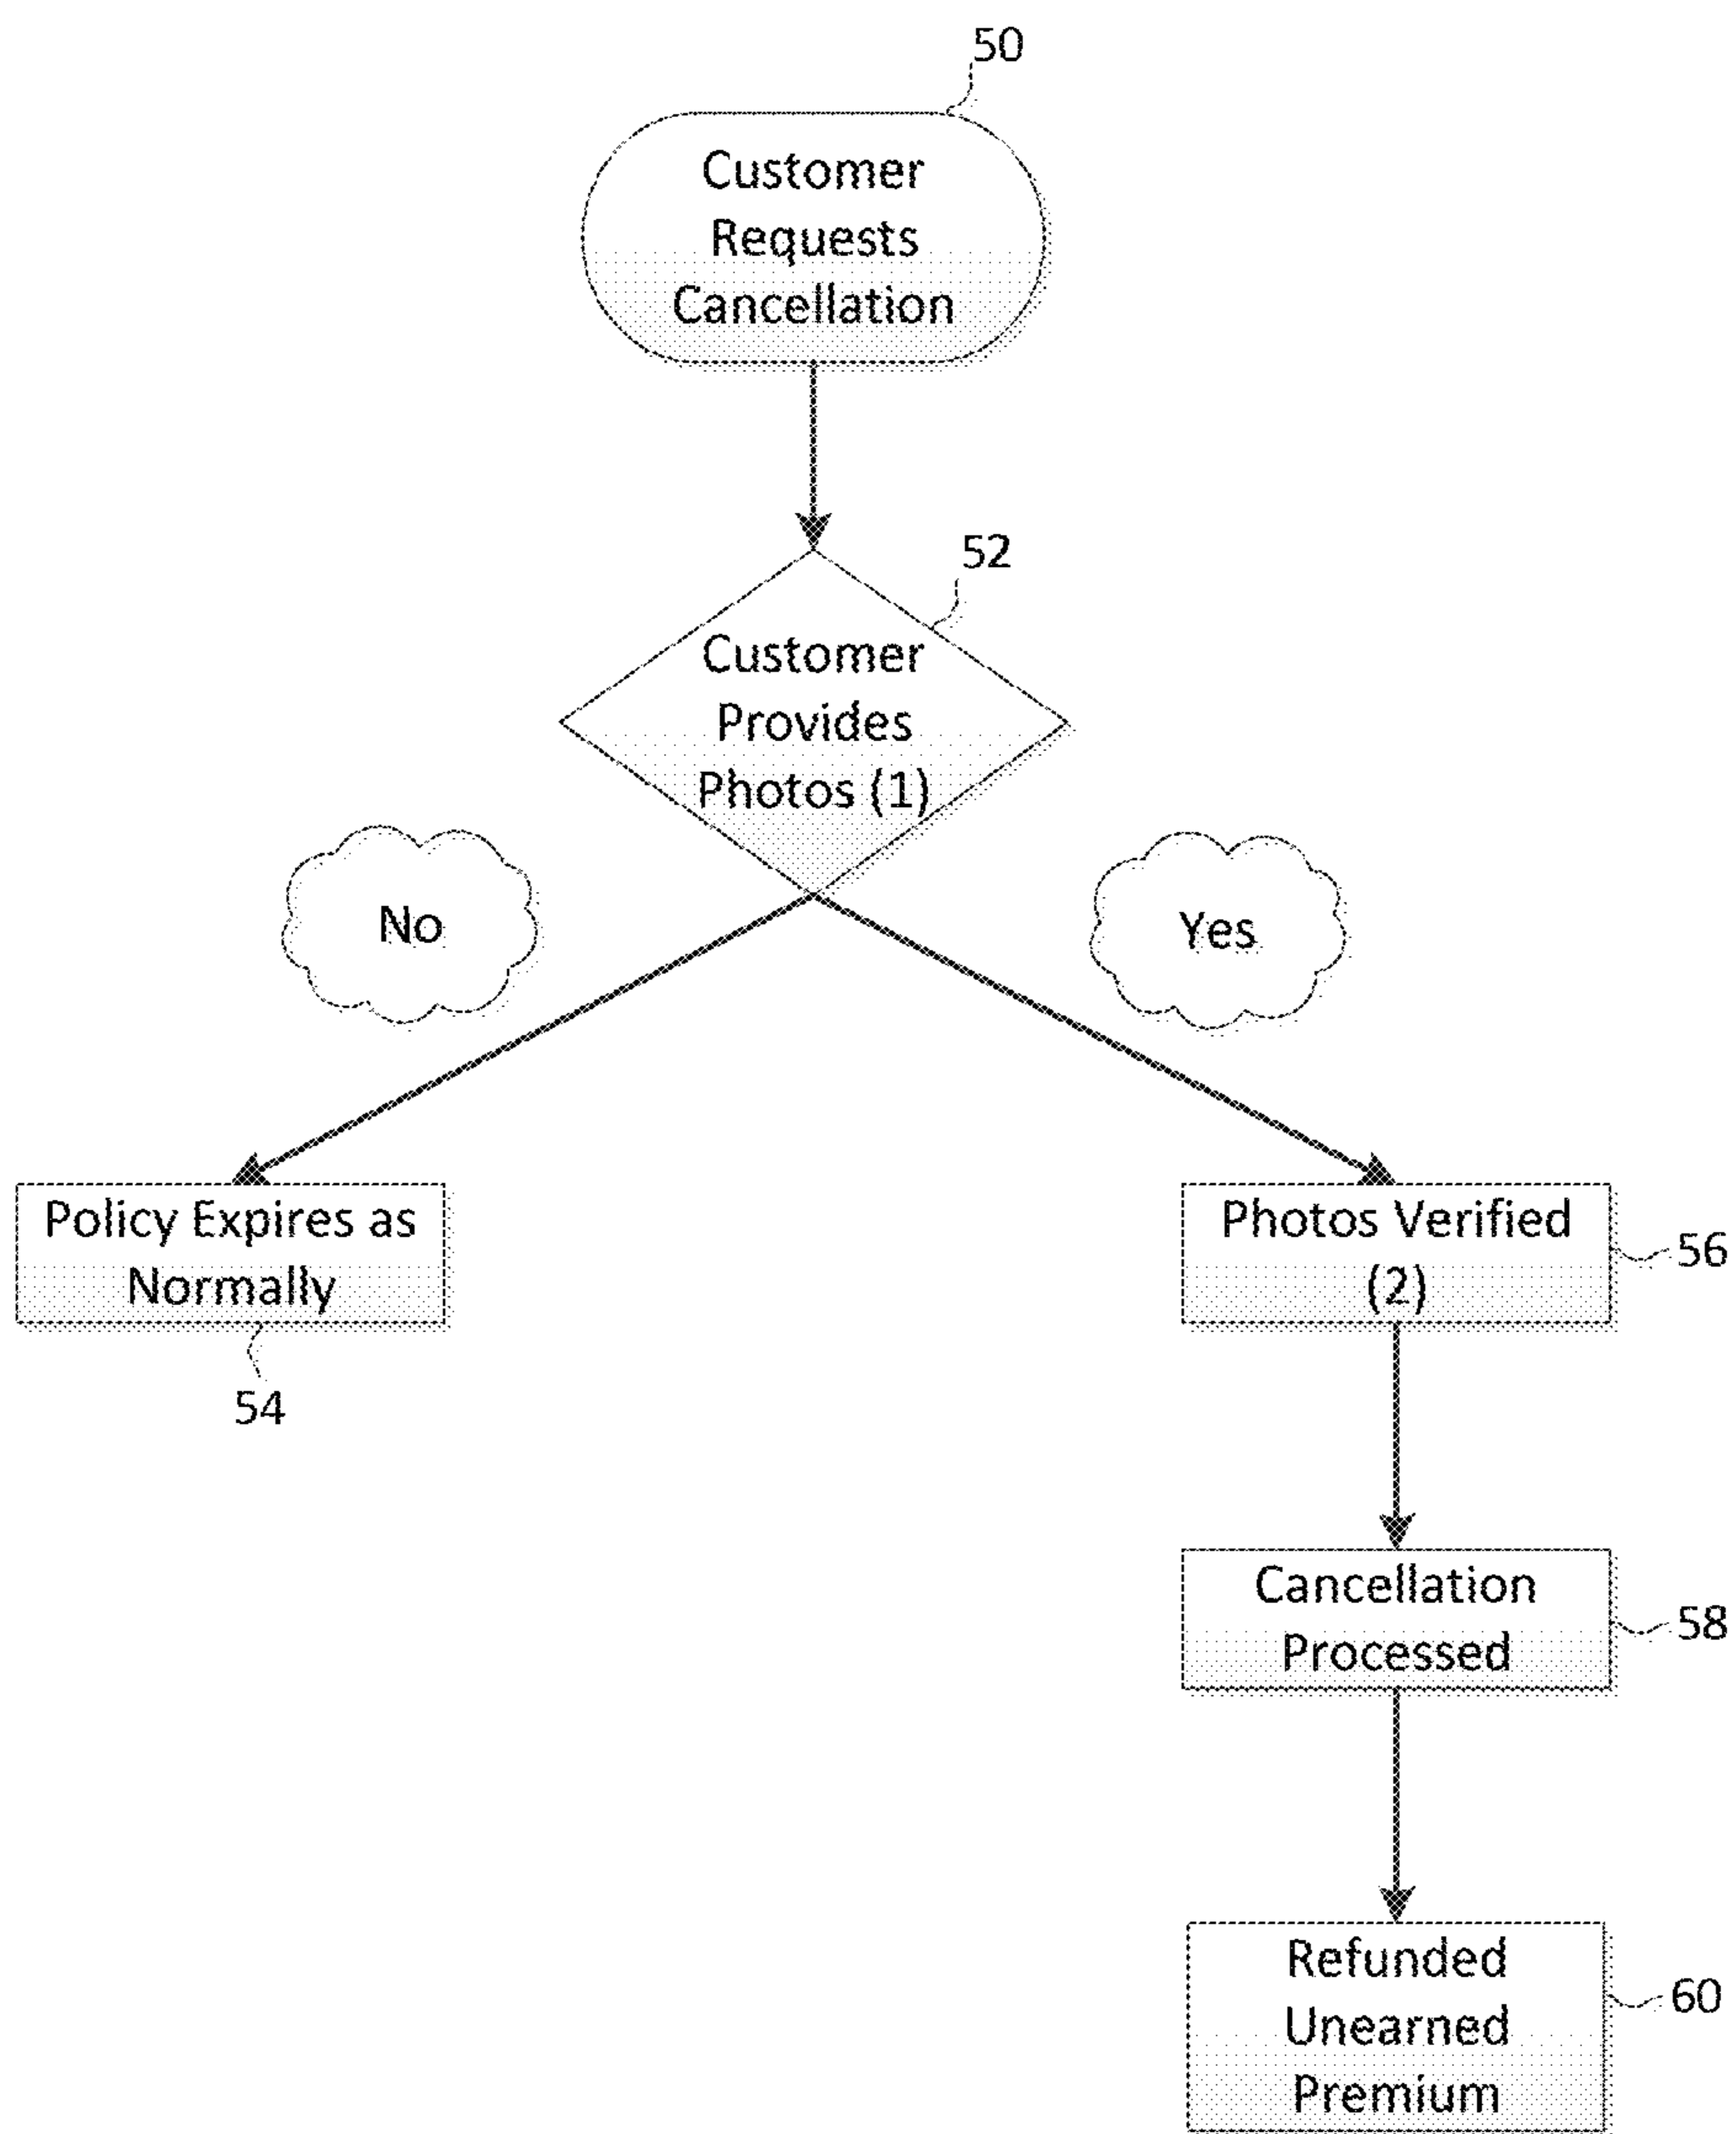 50
Customer
Requests
Cancellation
52
Customer
Provides
Photos (1)
No
Yes
Policy Expires as
Normally
54
Photos Verified
(2)
56
Cancellation
Processed
58
Refunded
Unearned
Premium
60